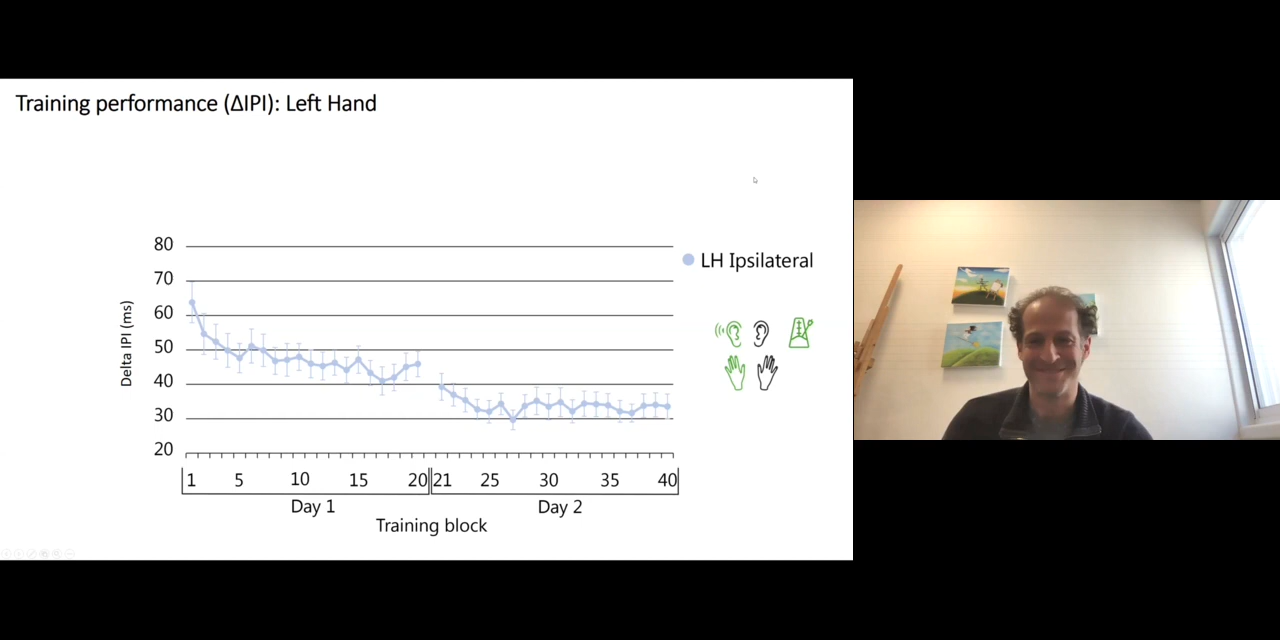 Training performance (ΔIPI): Left Hand
80
70
60
50
40
30
20
Delta IPI (ms)
LH Ipsilateral
1 5 10 15 20 21 25 30 35 40
Day 1 Day 2
Training block